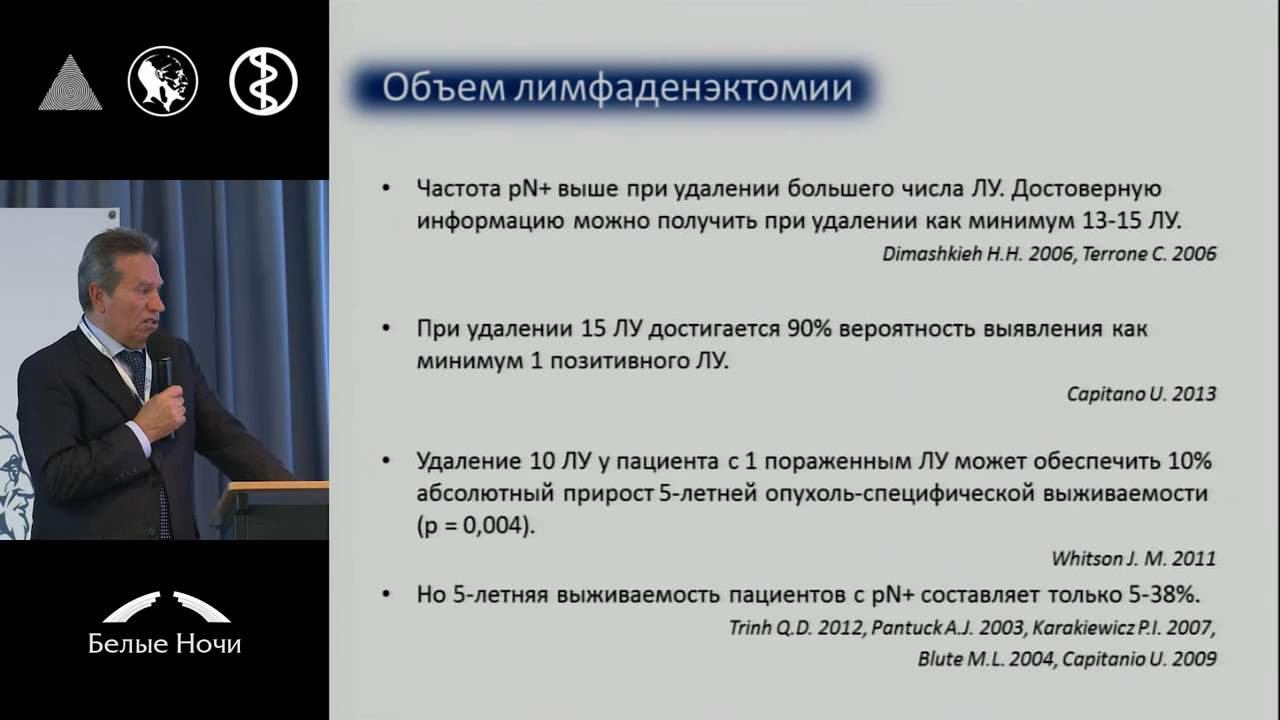 Объем лимфаденэктомии
• Частота pN+ выше при удалении большего числа ЛУ. Достоверную
информацию можно получить при удалении как минимум 13-15 ЛУ.
Dimashkieh H.H. 2006, Terrone C. 2006
• При удалении 15 ЛУ достигается 90% вероятность выявления как
минимум 1 позитивного ЛУ.
Capitano U. 2013
• Удаление 10 ЛУ у пациента с 1 пораженным ЛУ может обеспечить 10%
абсолютный прирост 5-летней опухоль-специфической выживаемости
(p = 0,004).
Whitson J. M. 2011
• Но 5-летняя выживаемость пациентов с pN+ составляет только 5-38%.
Trinh Q.D. 2012, Pantuck A.J. 2003, Karakiewicz P.I. 2007,
Blute M.L. 2004, Capitanio U. 2009
Белые Ночи